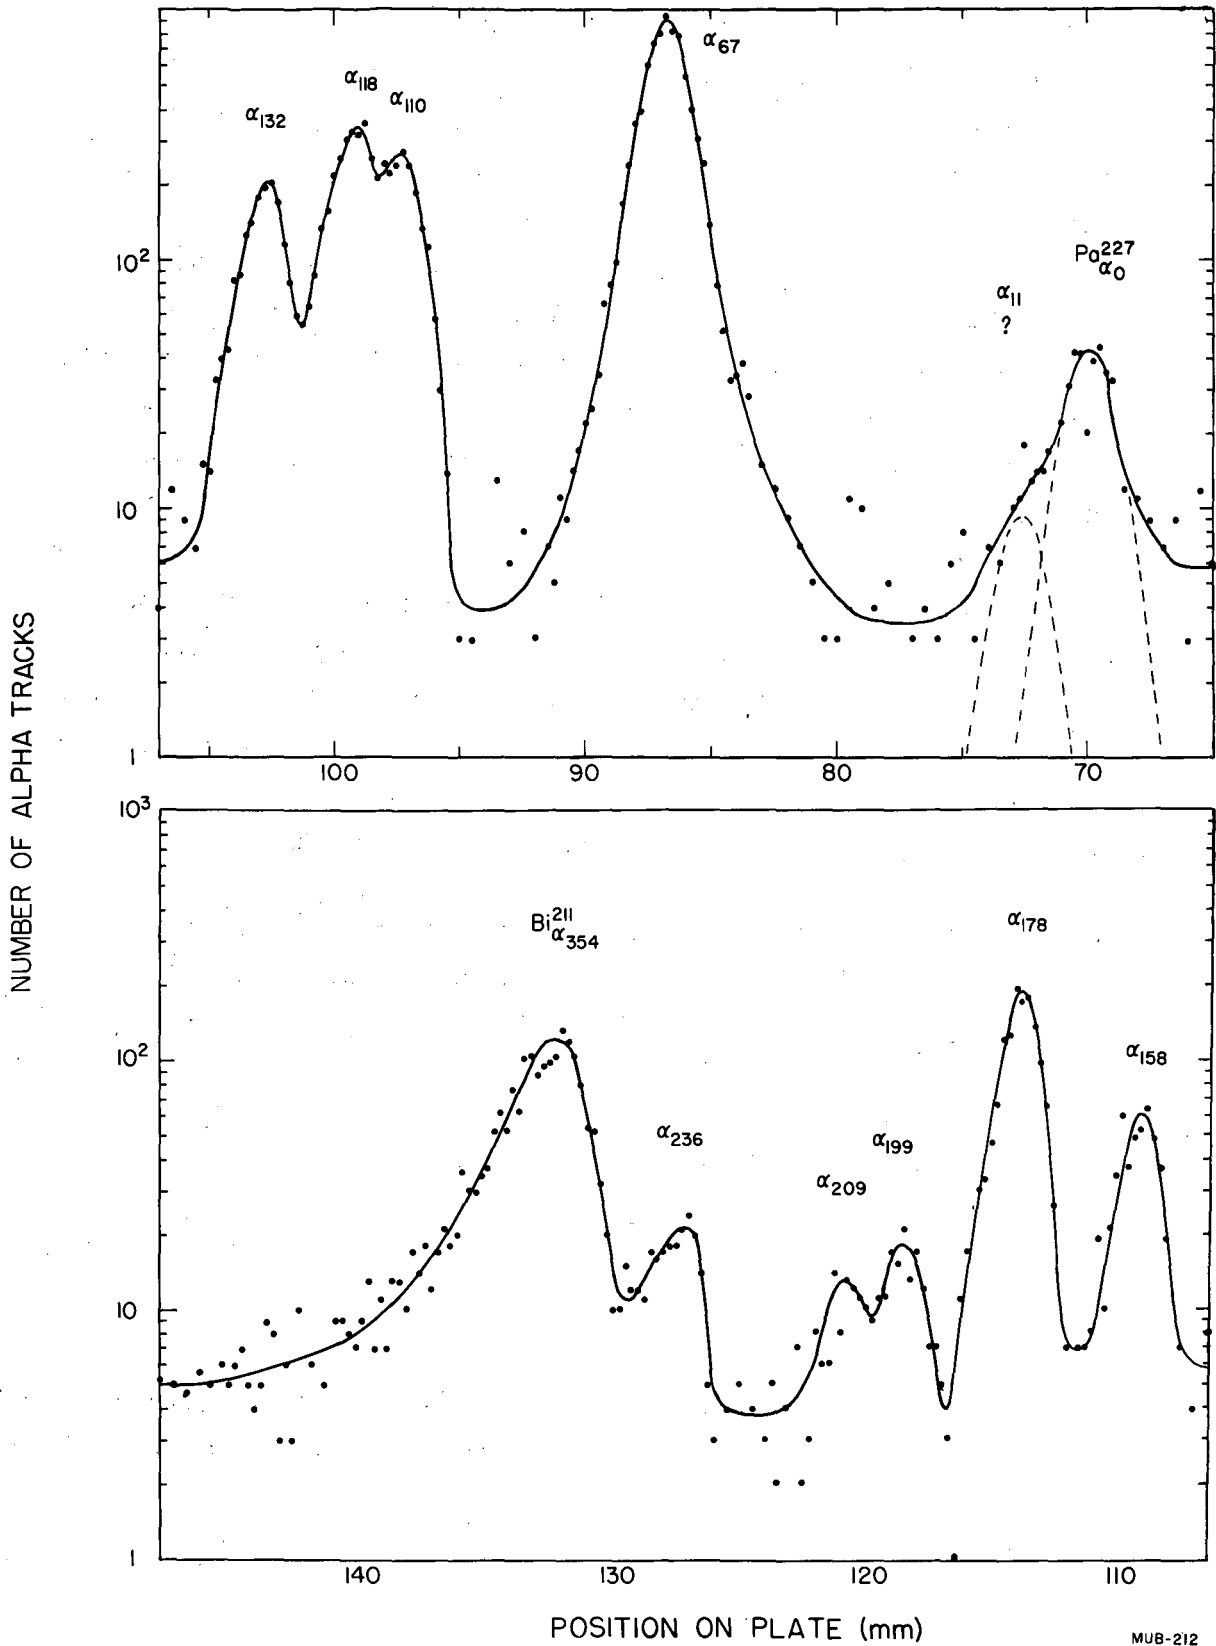 α67
α118
α110
α132
Pa227 α0
α11
?
10²
10
1
100 90 80 70
NUMBER OF ALPHA TRACKS
10³
Bi211 α354
α178
10²
α158
α236
α199
α209
10
1
140 130 120 110
POSITION ON PLATE (mm)
MUB-212